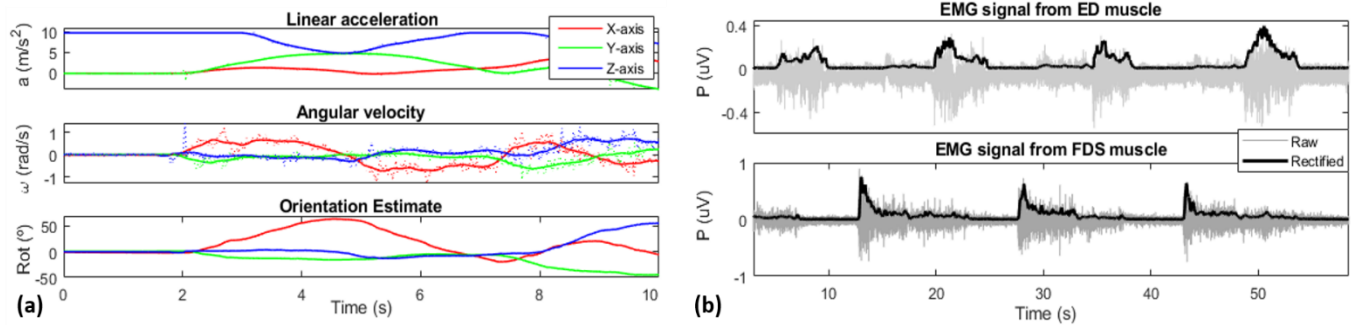 Linear acceleration
a (m/s²)
10
5
0
X-axis
Y-axis
Z-axis
Angular velocity
ω (rad/s)
1
0
-1
Orientation Estimate
Rot (º)
50
0
-50
0
2
4
6
8
10
Time (s)
(a)
EMG signal from ED muscle
P (uV)
0.4
0
-0.4
Raw
Rectified
EMG signal from FDS muscle
P (uV)
1
0
-1
10
20
30
40
50
Time (s)
(b)